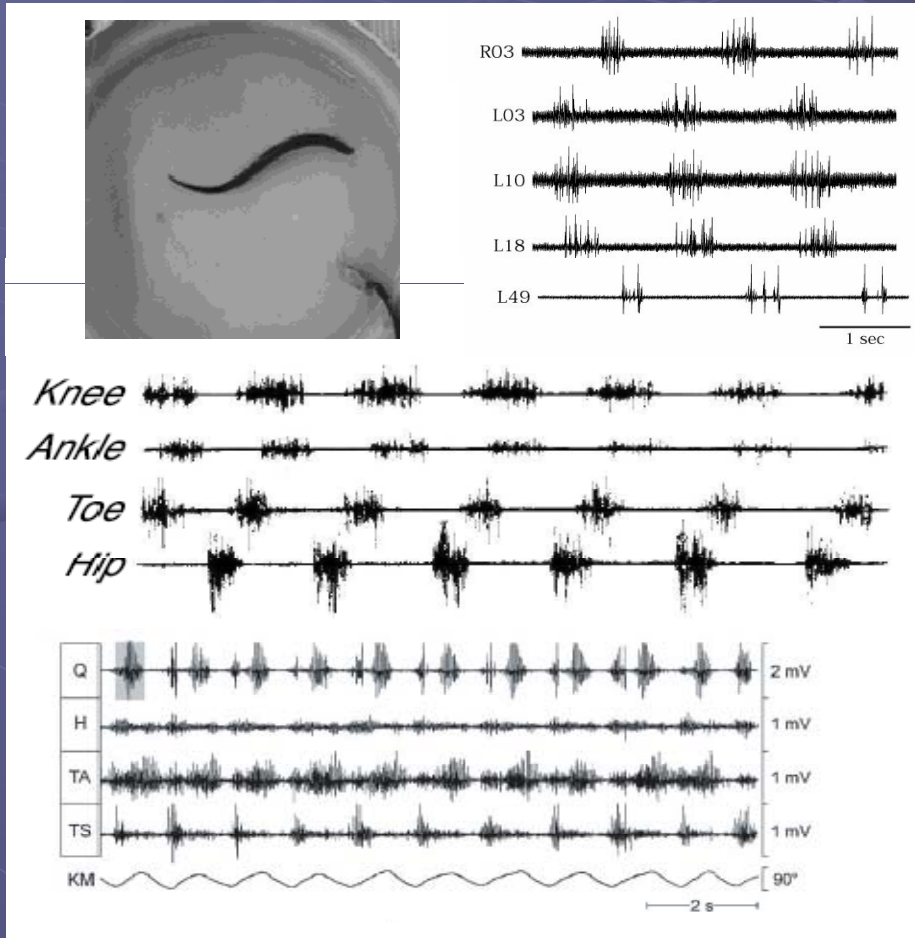 R03
L03
L10
L18
L49
1 sec
Knee
Ankle
Toe
Hip
Q
2 mV
H
1 mV
TA
1 mV
TS
1 mV
KM
90°
2 s